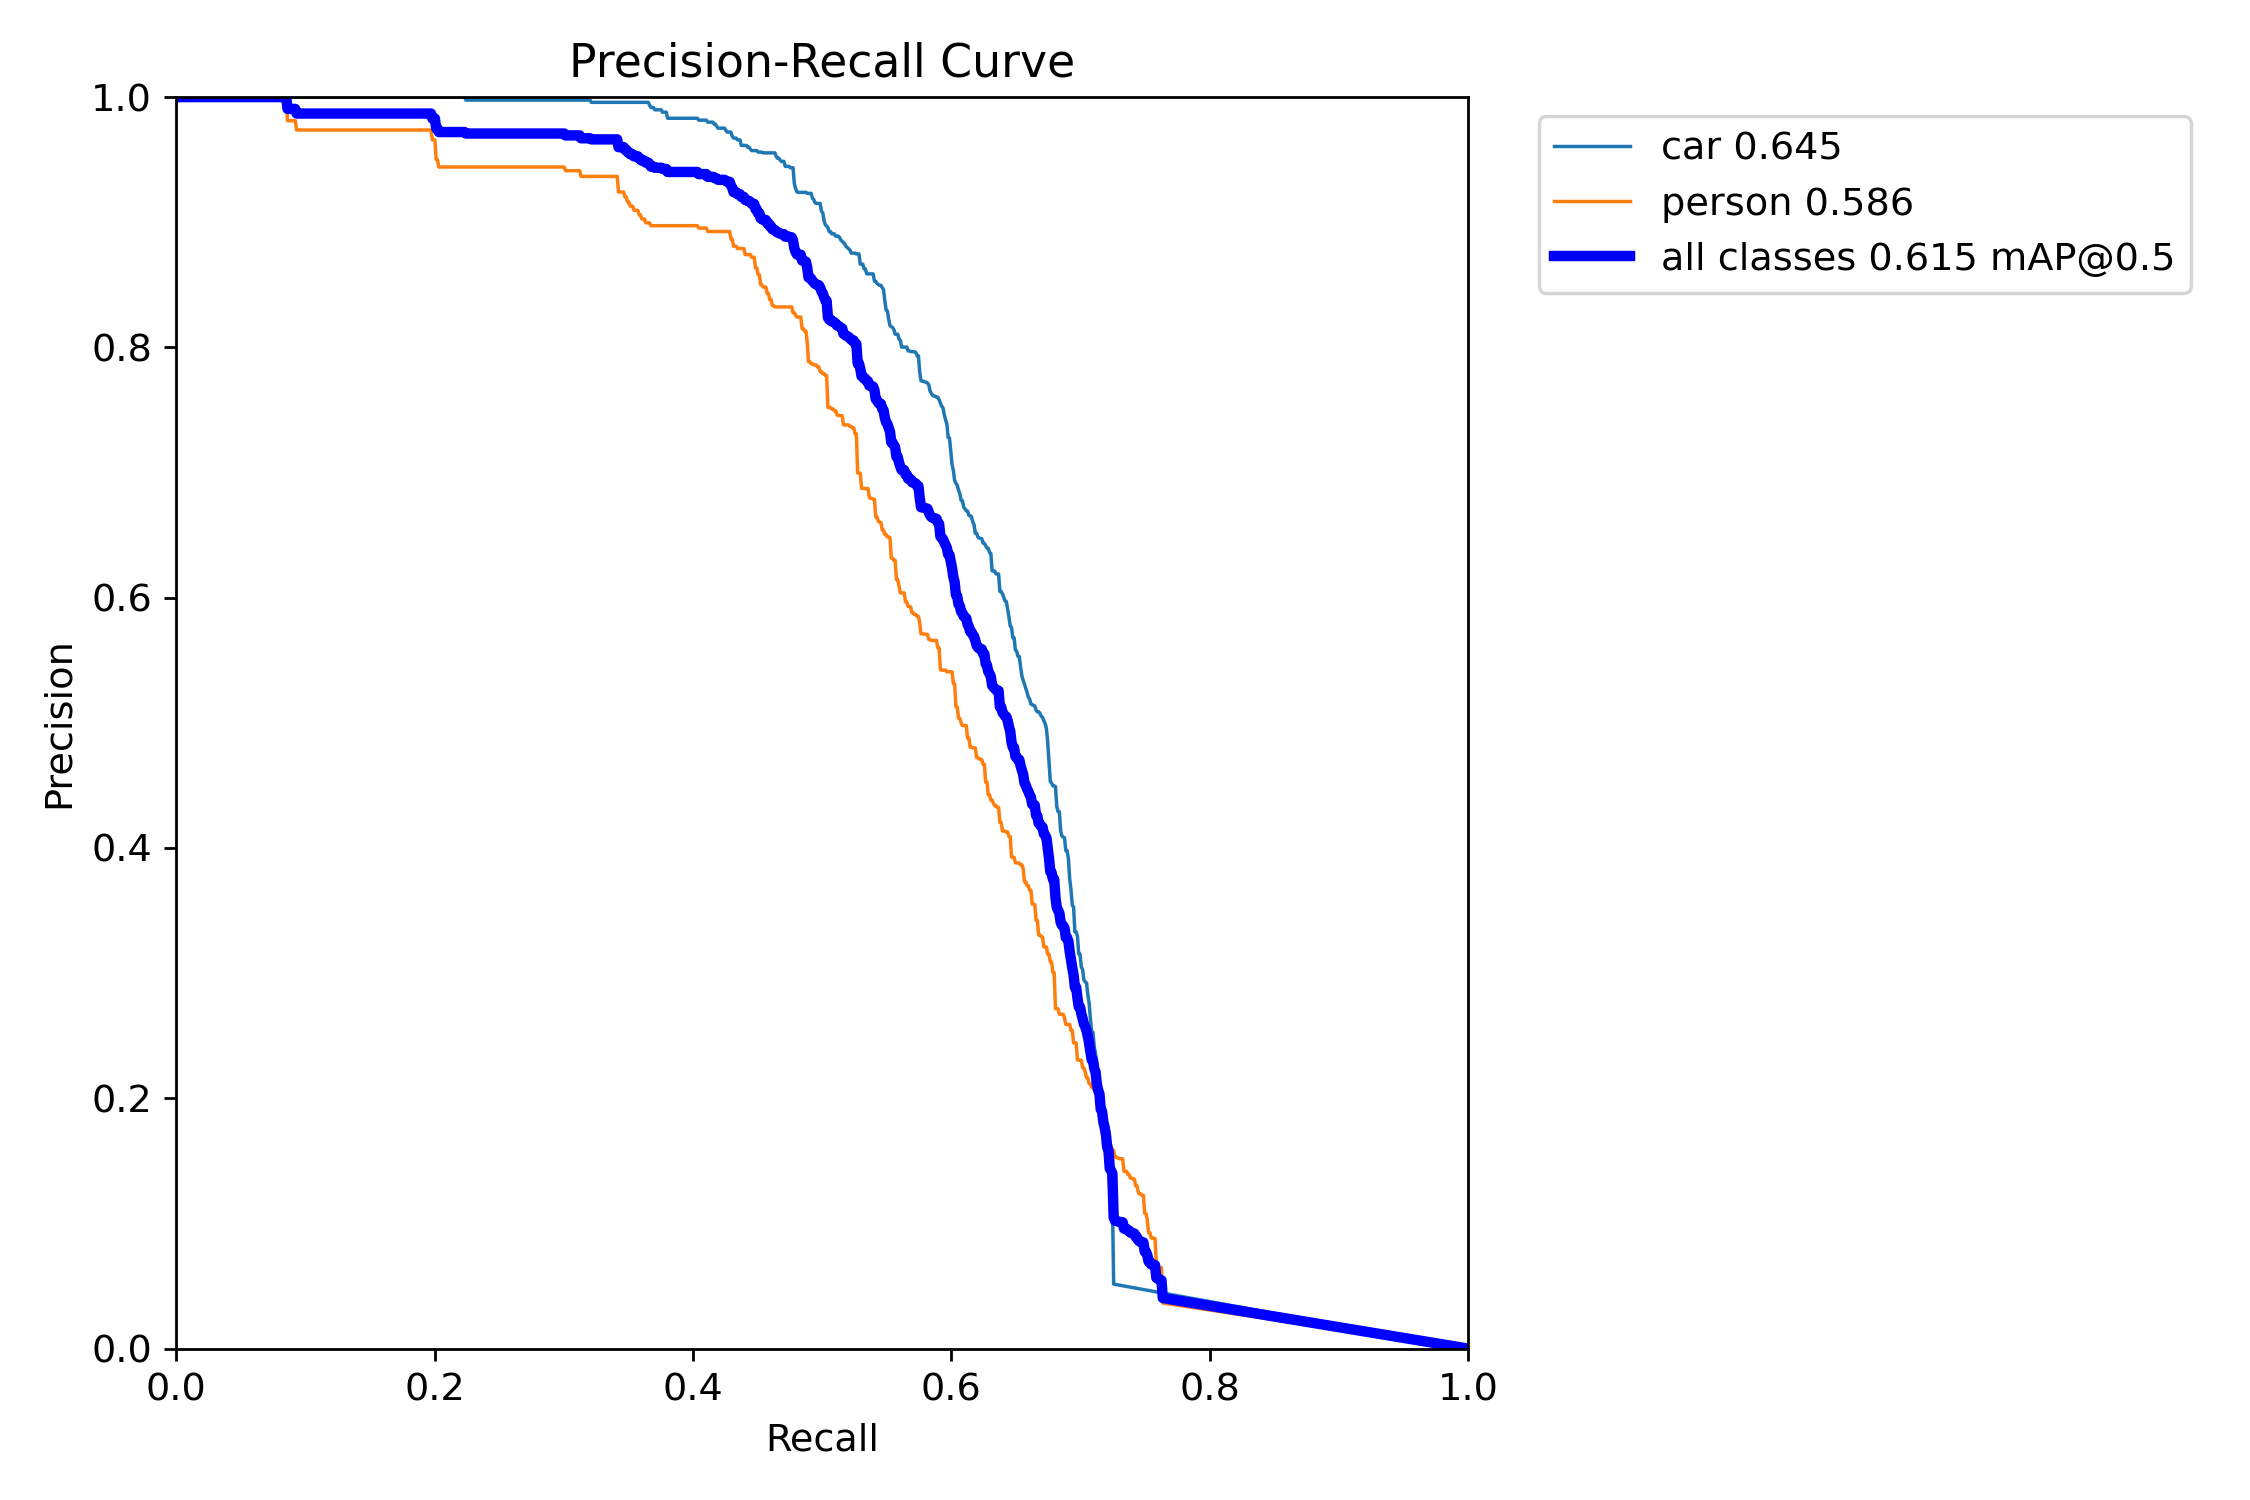 Precision-Recall Curve
1.0
0.8
0.6
0.4
0.2
0.0
Precision
0.0 0.2 0.4 0.6 0.8 1.0
Recall
car 0.645
person 0.586
all classes 0.615 mAP@0.5